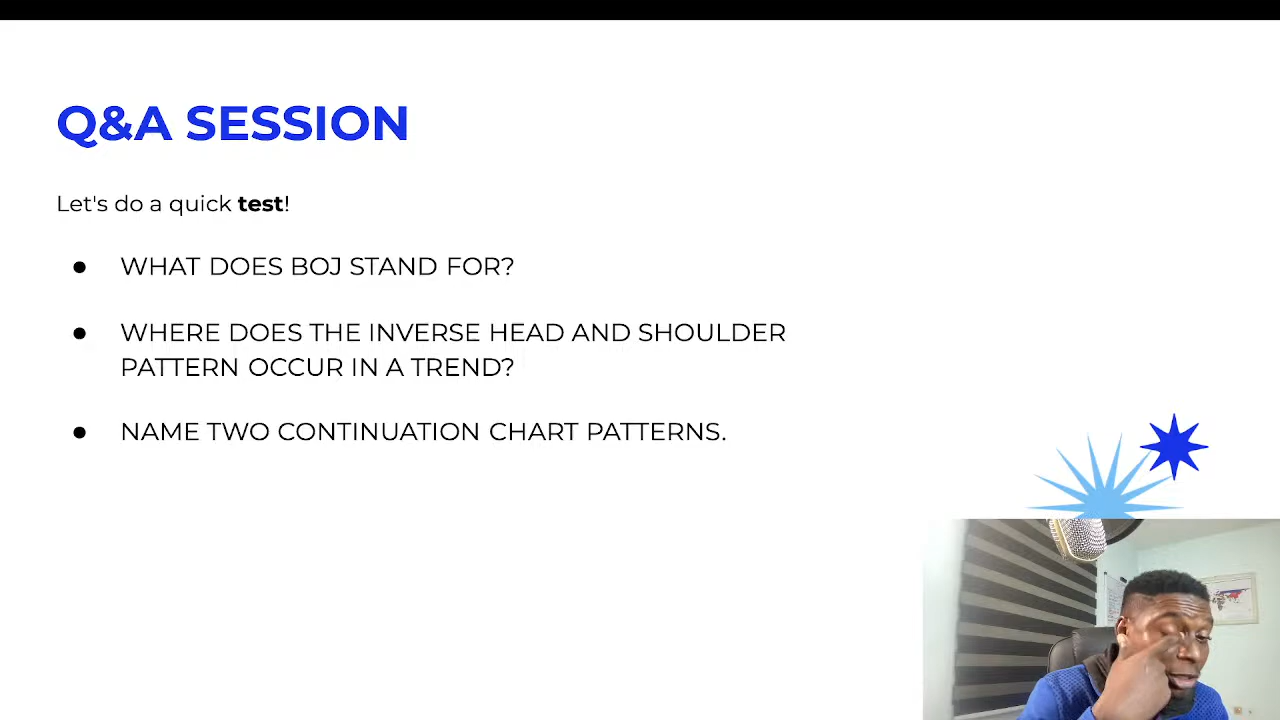 Q&A SESSION
Let's do a quick test!
● WHAT DOES BOJ STAND FOR?
● WHERE DOES THE INVERSE HEAD AND SHOULDER
PATTERN OCCUR IN A TREND?
● NAME TWO CONTINUATION CHART PATTERNS.